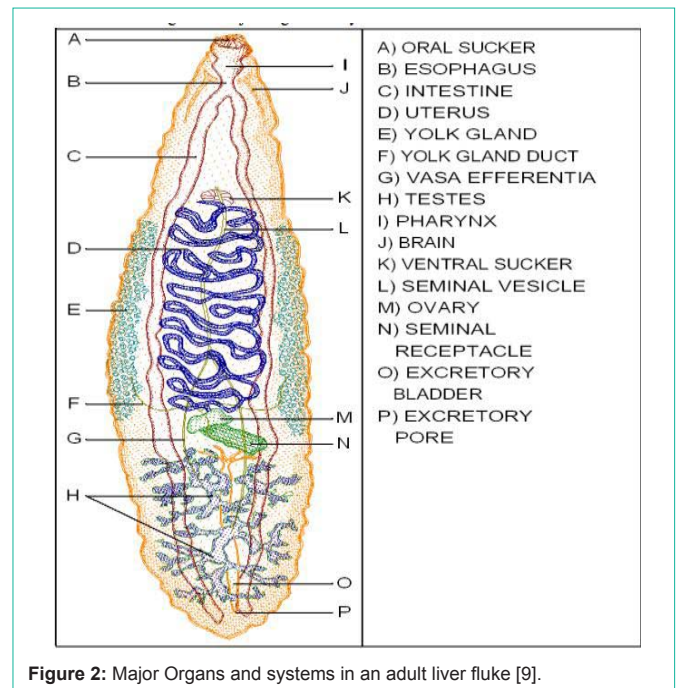 A
I
B
J
C
K
L
D
E
F
M
G
N
H
O
P
A) ORAL SUCKER
B) ESOPHAGUS
C) INTESTINE
D) UTERUS
E) YOLK GLAND
F) YOLK GLAND DUCT
G) VASA EFFERENTIA
H) TESTES
I) PHARYNX
J) BRAIN
K) VENTRAL SUCKER
L) SEMINAL VESICLE
M) OVARY
N) SEMINAL
RECEPTACLE
O) EXCRETORY
BLADDER
P) EXCRETORY
PORE
Figure 2: Major Organs and systems in an adult liver fluke [9].